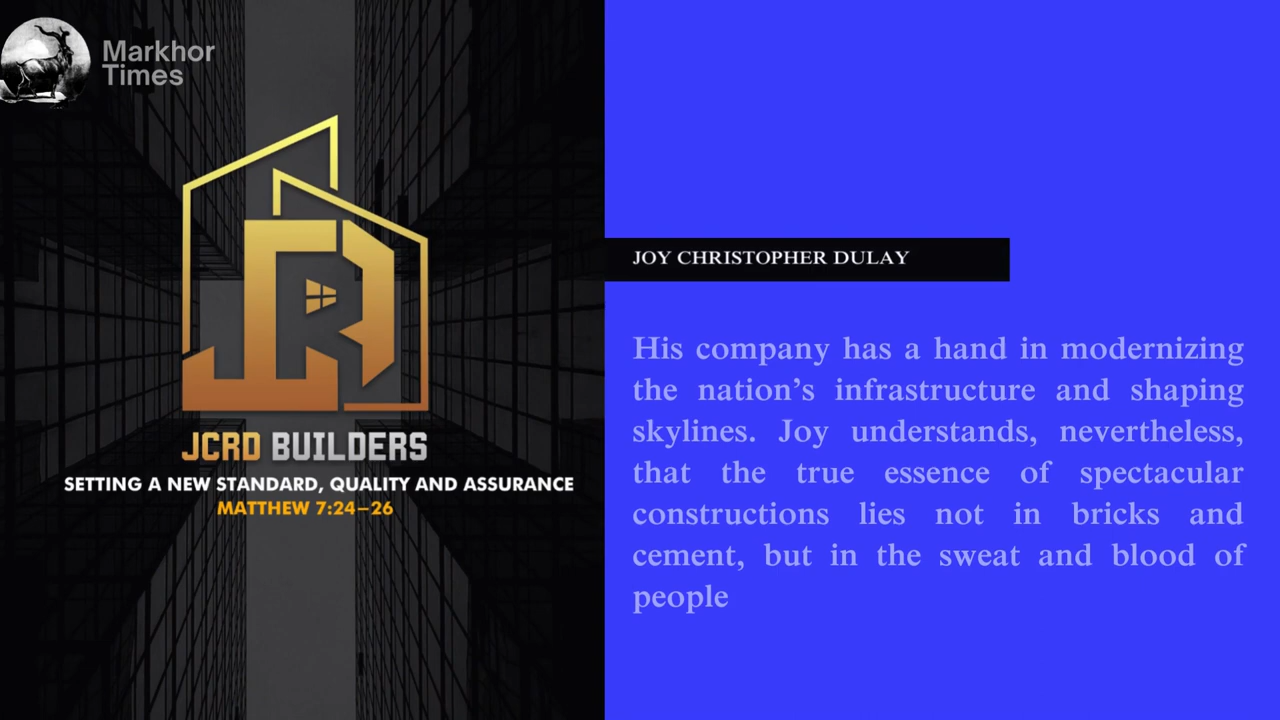 Markhor
Times
JCRD BUILDERS
SETTING A NEW STANDARD, QUALITY AND ASSURANCE
MATTHEW 7:24–26
JOY CHRISTOPHER DULAY
His company has a hand in modernizing
the nation’s infrastructure and shaping
skylines. Joy understands, nevertheless,
that the true essence of spectacular
constructions lies not in bricks and
cement, but in the sweat and blood of
people